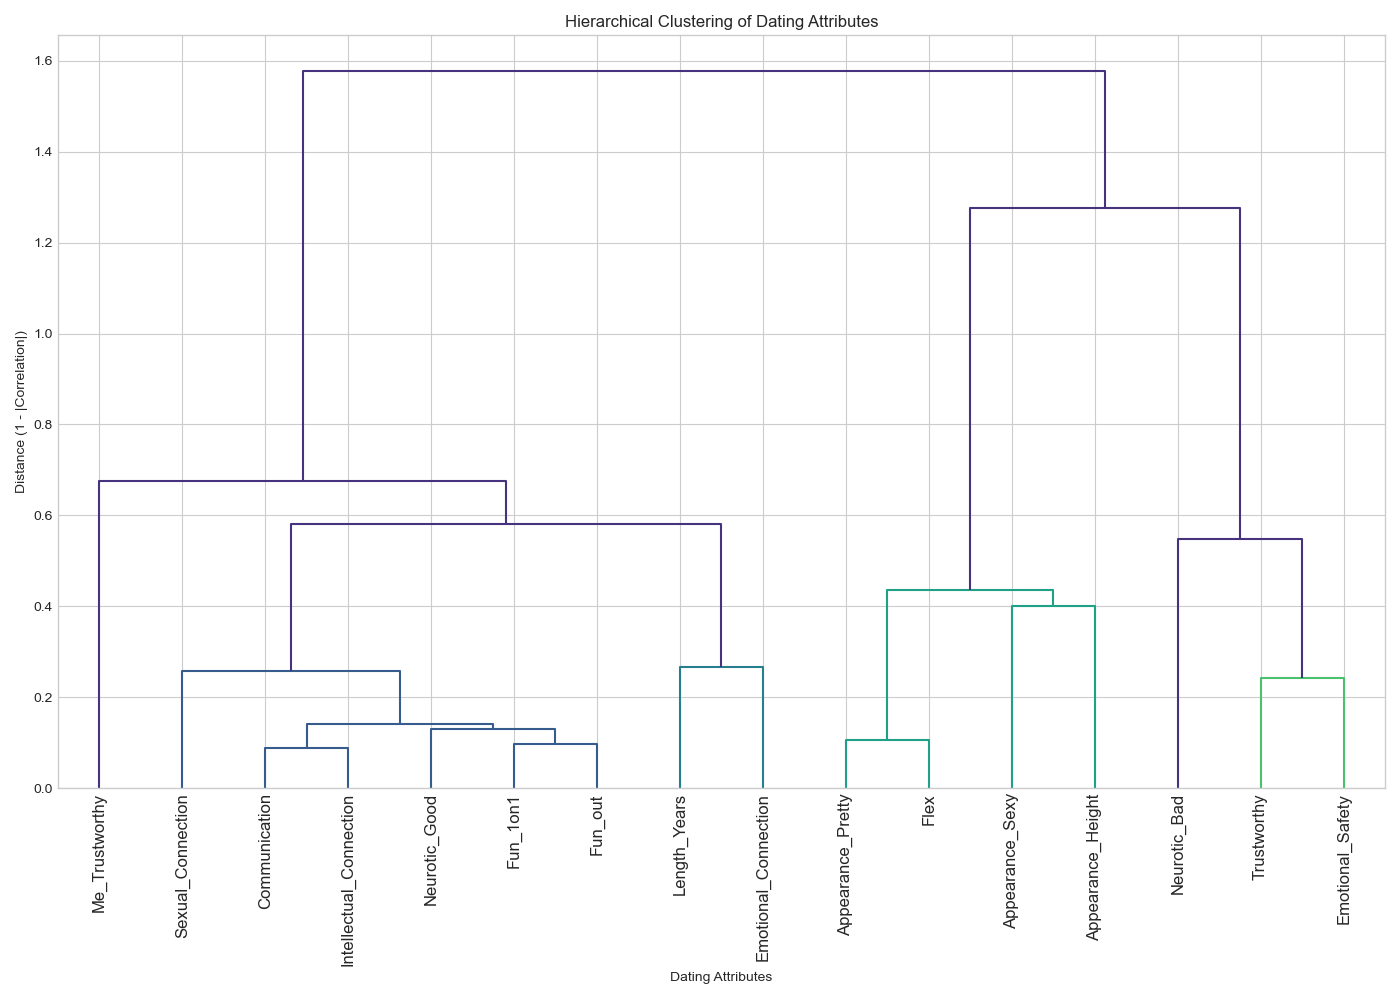 Hierarchical Clustering of Dating Attributes
Distance (1 - |Correlation|)
1.6
1.4
1.2
1.0
0.8
0.6
0.4
0.2
0.0
Me_Trustworthy
Sexual_Connection
Communication
Intellectual_Connection
Neurotic_Good
Fun_1on1
Fun_out
Length_Years
Emotional_Connection
Appearance_Pretty
Flex
Appearance_Sexy
Appearance_Height
Neurotic_Bad
Trustworthy
Emotional_Safety
Dating Attributes